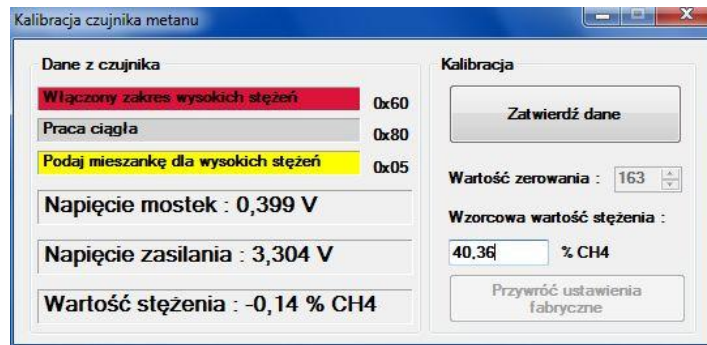 Kalibracja czujnika metanu
Dane z czujnika
Włączony zakres wysokich stężeń
0x60
Praca ciągła
0x80
Podaj mieszankę dla wysokich stężeń
0x05
Napięcie mostek : 0,399 V
Napięcie zasilania : 3,304 V
Wartość stężenia : -0,14 % CH4
Kalibracja
Zatwierdź dane
Wartość zerowania : 163
Wzorcowa wartość stężenia :
40,36 % CH4
Przywróć ustawienia
fabryczne